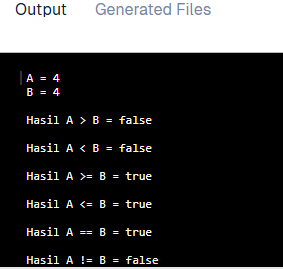 Output Generated Files
A = 4
B = 4
Hasil A > B = false
Hasil A < B = false
Hasil A >= B = true
Hasil A <= B = true
Hasil A == B = true
Hasil A != B = false